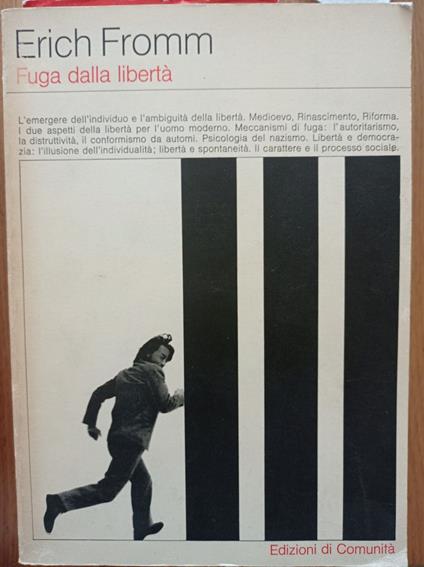 Erich Fromm
Fuga dalla libertà
L'emergere dell'individuo e l'ambiguità della libertà. Medioevo, Rinascimento, Riforma.
I due aspetti della libertà per l'uomo moderno. Meccanismi di fuga: l'autoritarismo,
la distruttività, il conformismo da automi. Psicologia del nazismo. Libertà e democra-
zia: l'illusione dell'individualità; libertà e spontaneità. Il carattere e il processo sociale.
Edizioni di Comunità